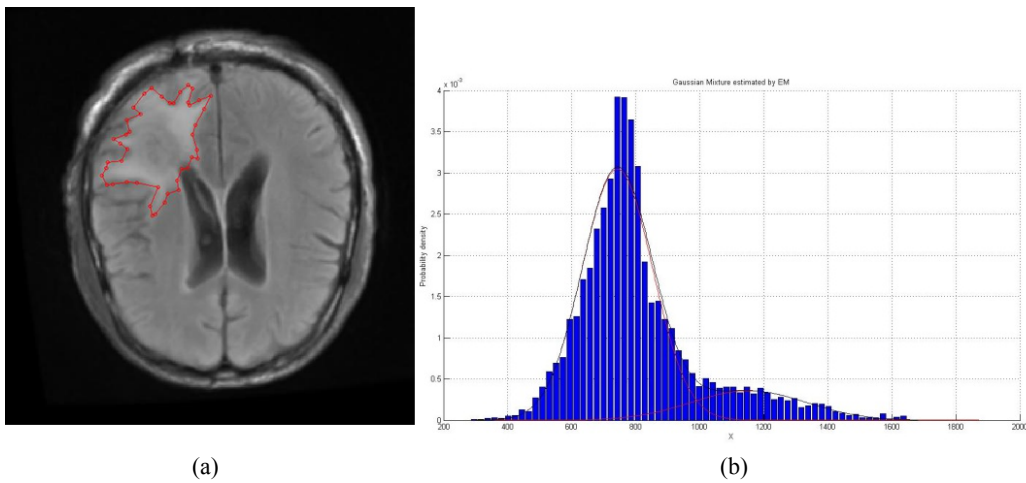 Gaussian Mixture estimated by EM
x 10⁻³
4
3.5
3
2.5
2
1.5
1
0.5
0
Probability density
200 400 600 800 1000 1200 1400 1600 1800 2000
X
(a) (b)